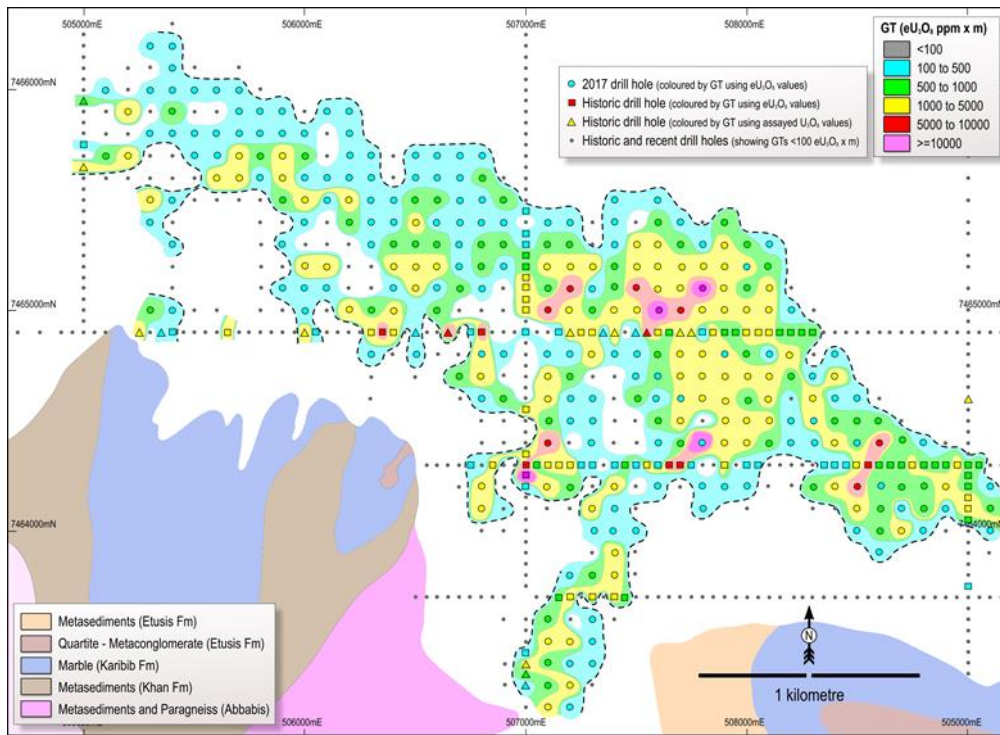 505000mE
506000mE
507000mE
508000mE
GT (eU₃O₈ ppm x m)
<100
100 to 500
500 to 1000
1000 to 5000
5000 to 10000
>=10000
2017 drill hole (coloured by GT using eU₃O₈ values)
Historic drill hole (coloured by GT using eU₃O₈ values)
Historic drill hole (coloured by GT using assayed U₃O₈ values)
Historic and recent drill holes (showing GTs <100 eU₃O₈ x m)
7466000mN
7466000mN
7465000mN
7465000mN
7464000mN
7464000mN
Metasediments (Etusis Fm)
Quartite - Metaconglomerate (Etusis Fm)
Marble (Karibib Fm)
Metasediments (Khan Fm)
Metasediments and Paragneiss (Abbabis)
N
1 kilometre
506000mE
507000mE
508000mE
505000mE